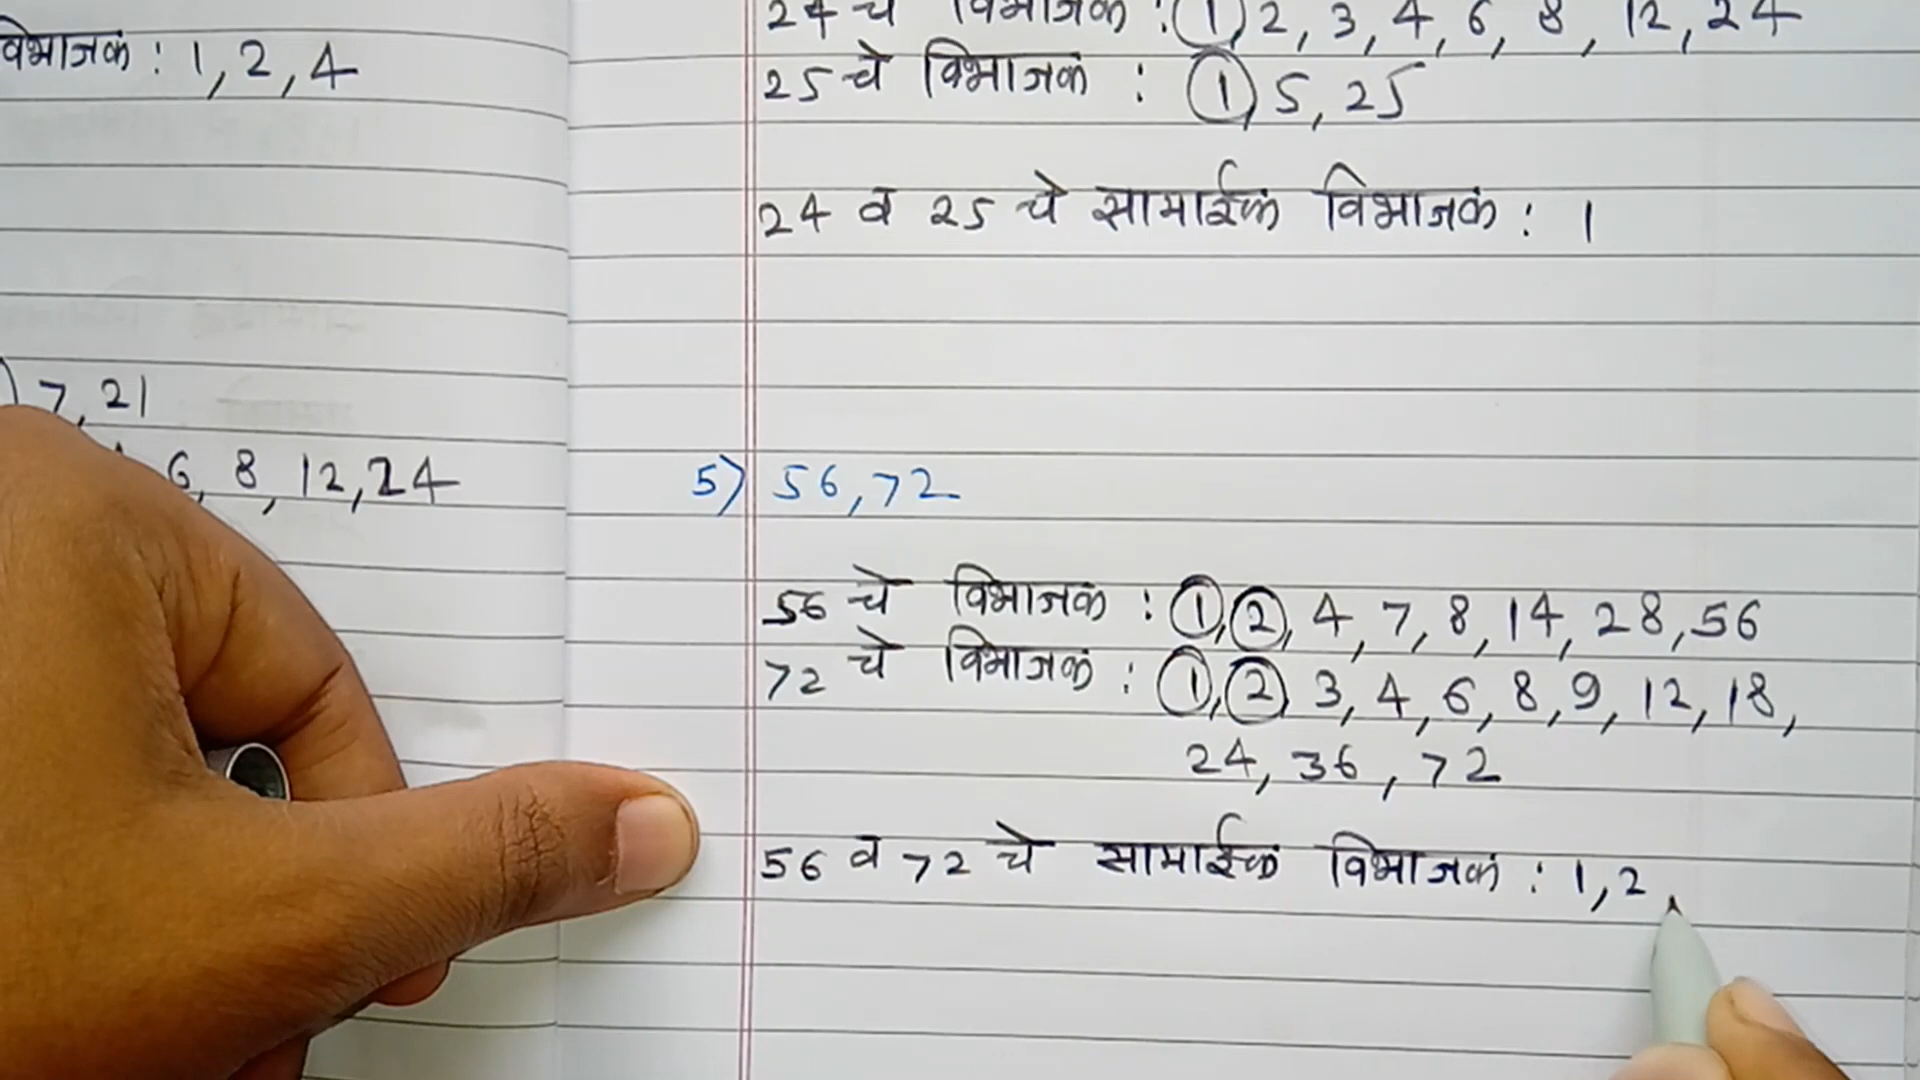 विभाजक : 1, 2, 4
7, 21
6, 8, 12, 24
24 चे विभाजक : 1, 2, 3, 4, 6, 8, 12, 24
25 चे विभाजक : 1, 5, 25
24 व 25 चे सामाईक विभाजक : 1
5) 56, 72
56 चे विभाजक : 1, 2, 4, 7, 8, 14, 28, 56
72 चे विभाजक : 1, 2, 3, 4, 6, 8, 9, 12, 18,
24, 36, 72
56 व 72 चे सामाईक विभाजक : 1, 2